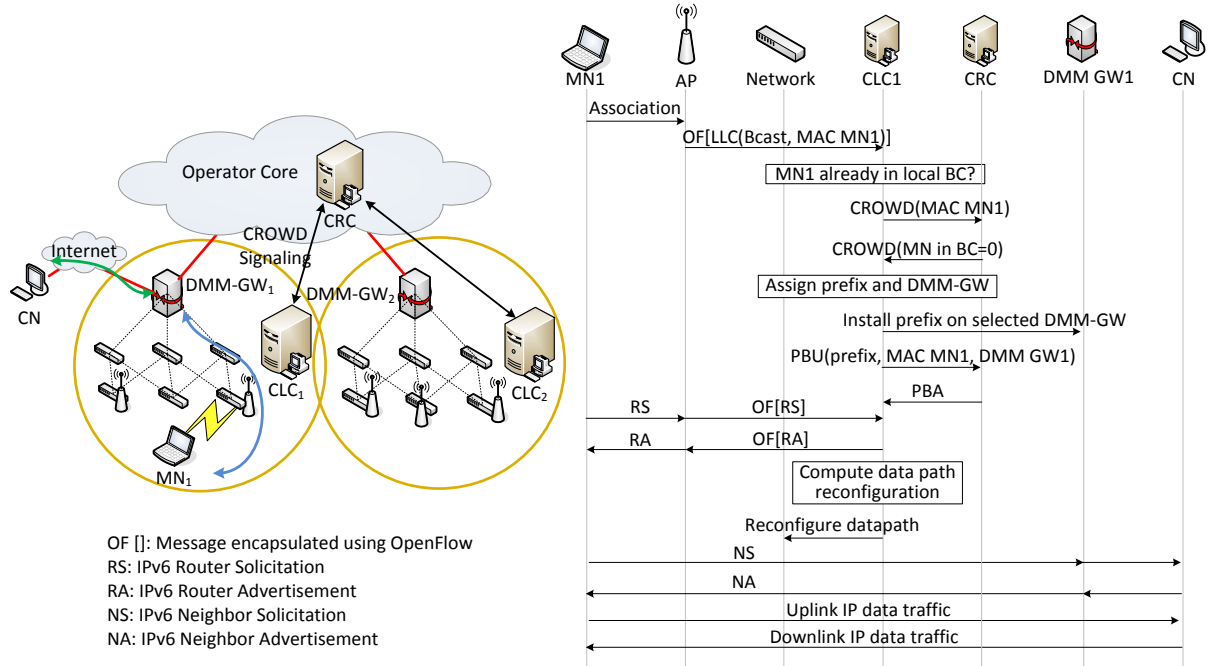 Operator Core
CRC
CROWD
Signaling
Internet
CN
DMM-GW1
DMM-GW2
CLC1
CLC2
MN1
OF []: Message encapsulated using OpenFlow
RS: IPv6 Router Solicitation
RA: IPv6 Router Advertisement
NS: IPv6 Neighbor Solicitation
NA: IPv6 Neighbor Advertisement
MN1 AP Network CLC1 CRC DMM GW1 CN
Association
OF[LLC(Bcast, MAC MN1)]
MN1 already in local BC?
CROWD(MAC MN1)
CROWD(MN in BC=0)
Assign prefix and DMM-GW
Install prefix on selected DMM-GW
PBU(prefix, MAC MN1, DMM GW1)
PBA
RS OF[RS]
RA OF[RA]
Compute data path
reconfiguration
Reconfigure datapath
NS
NA
Uplink IP data traffic
Downlink IP data traffic